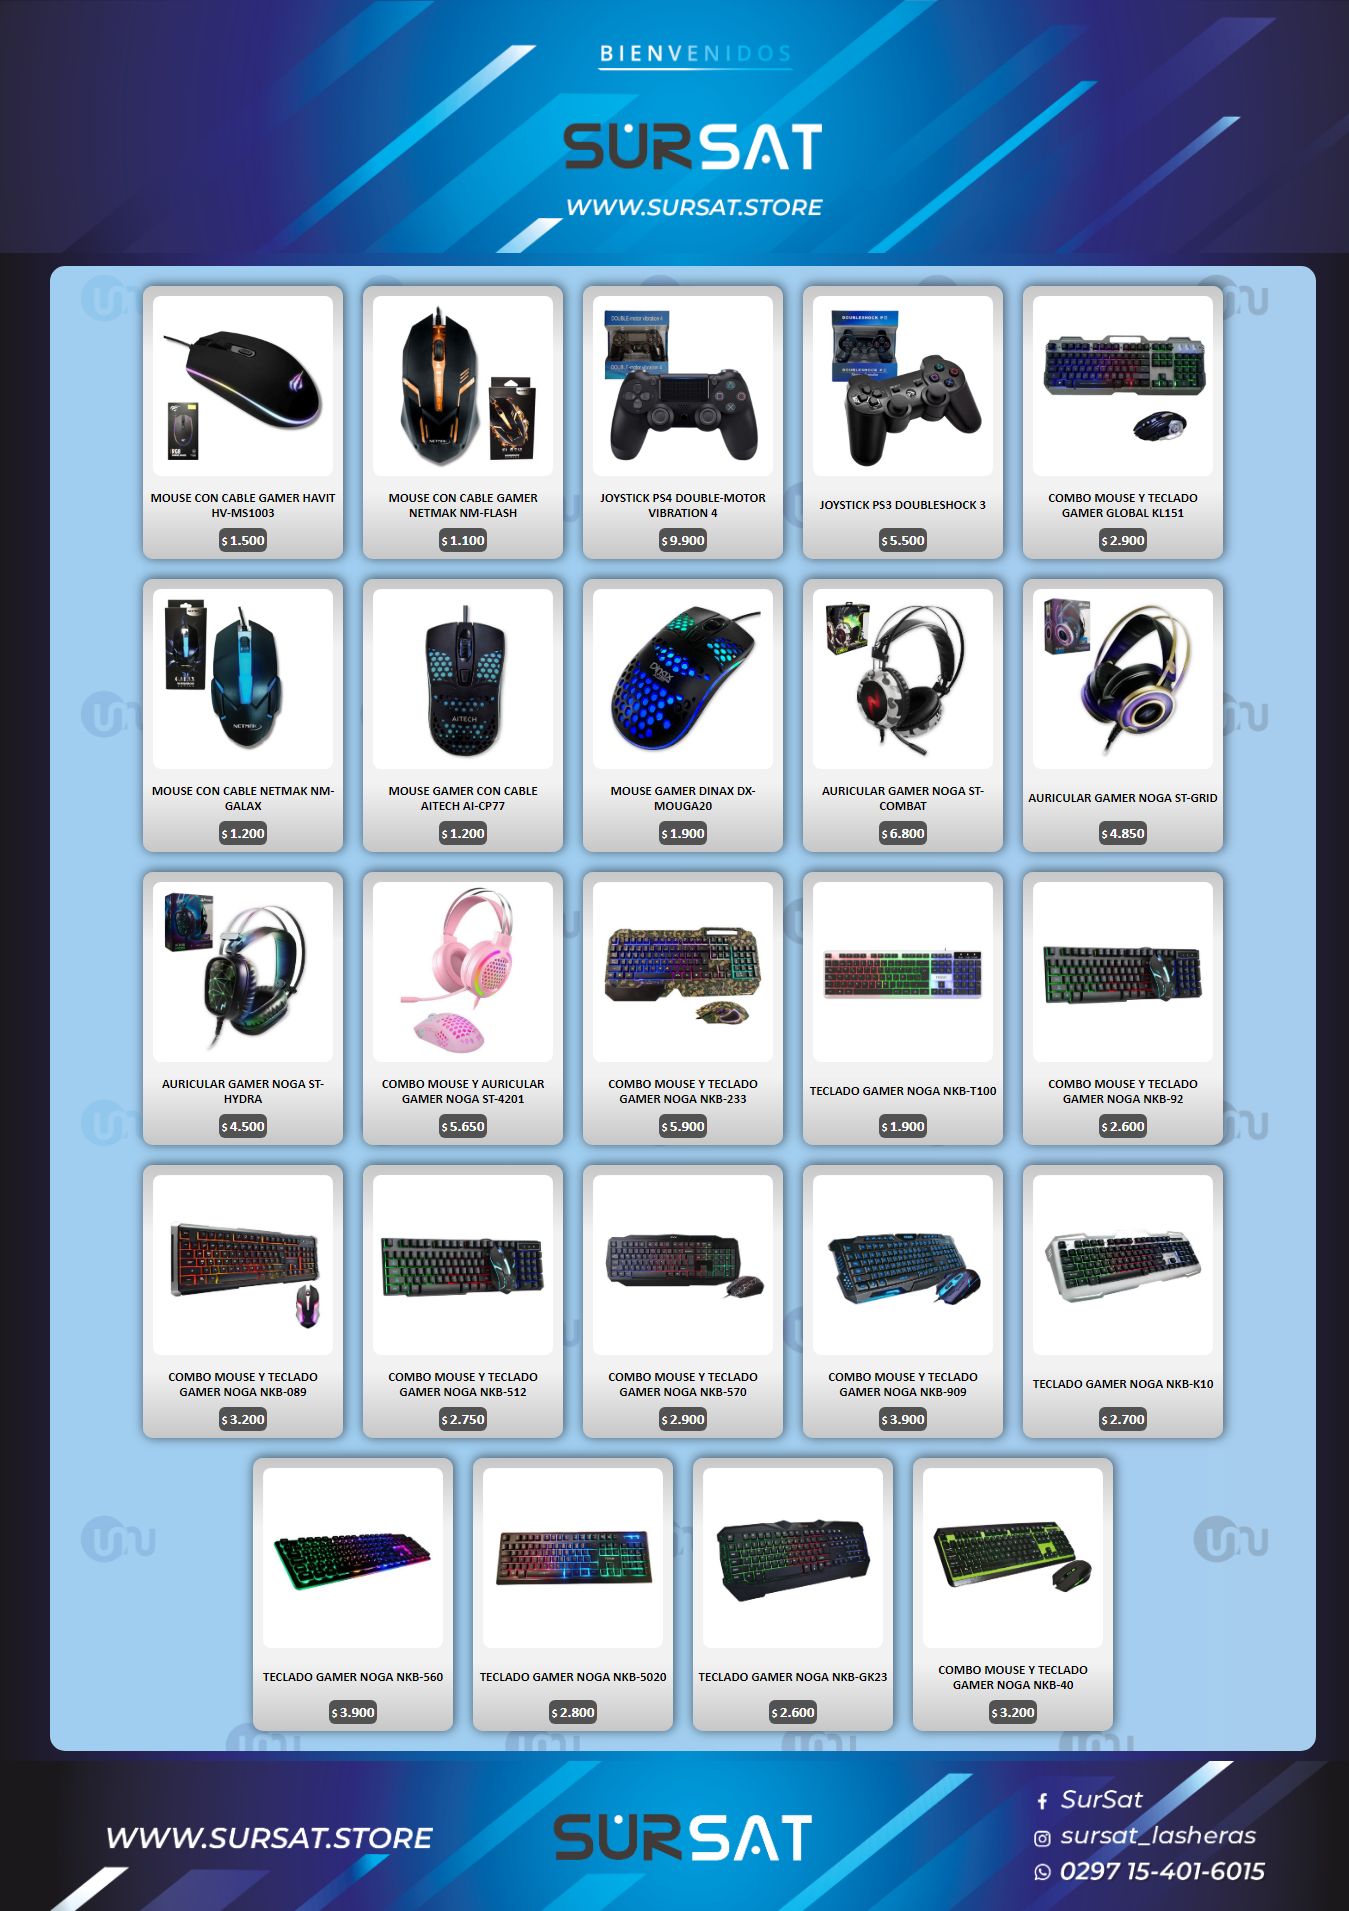 BIENVENIDOS
SURSAT
WWW.SURSAT.STORE
MOUSE CON CABLE GAMER HAVIT
HV-MS1003
$ 1.500
MOUSE CON CABLE GAMER
NETMAK NM-FLASH
$ 1.100
JOYSTICK PS4 DOUBLE-MOTOR
VIBRATION 4
$ 9.900
JOYSTICK PS3 DOUBLESHOCK 3
$ 5.500
COMBO MOUSE Y TECLADO
GAMER GLOBAL KL151
$ 2.900
MOUSE CON CABLE NETMAK NM-
GALAX
$ 1.200
MOUSE GAMER CON CABLE
AITECH AI-CP77
$ 1.200
MOUSE GAMER DINAX DX-
MOUGA20
$ 1.900
AURICULAR GAMER NOGA ST-
COMBAT
$ 6.800
AURICULAR GAMER NOGA ST-GRID
$ 4.850
AURICULAR GAMER NOGA ST-
HYDRA
$ 4.500
COMBO MOUSE Y AURICULAR
GAMER NOGA ST-4201
$ 5.650
COMBO MOUSE Y TECLADO
GAMER NOGA NKB-233
$ 5.900
TECLADO GAMER NOGA NKB-T100
$ 1.900
COMBO MOUSE Y TECLADO
GAMER NOGA NKB-92
$ 2.600
COMBO MOUSE Y TECLADO
GAMER NOGA NKB-089
$ 3.200
COMBO MOUSE Y TECLADO
GAMER NOGA NKB-512
$ 2.750
COMBO MOUSE Y TECLADO
GAMER NOGA NKB-570
$ 2.900
COMBO MOUSE Y TECLADO
GAMER NOGA NKB-909
$ 3.900
TECLADO GAMER NOGA NKB-K10
$ 2.700
TECLADO GAMER NOGA NKB-560
$ 3.900
TECLADO GAMER NOGA NKB-5020
$ 2.800
TECLADO GAMER NOGA NKB-GK23
$ 2.600
COMBO MOUSE Y TECLADO
GAMER NOGA NKB-40
$ 3.200
WWW.SURSAT.STORE
SURSAT
SurSat
sursat_lasheras
0297 15-401-6015